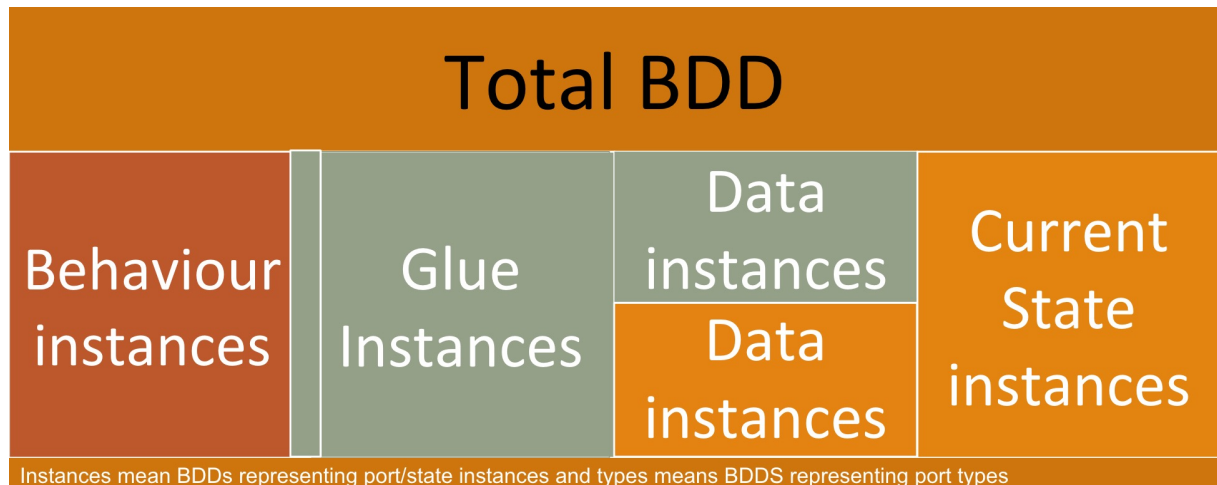 Total BDD
Behaviour
instances
Glue
Instances
Data
instances
Data
instances
Current
State
instances
Instances mean BDDs representing port/state instances and types means BDDS representing port types